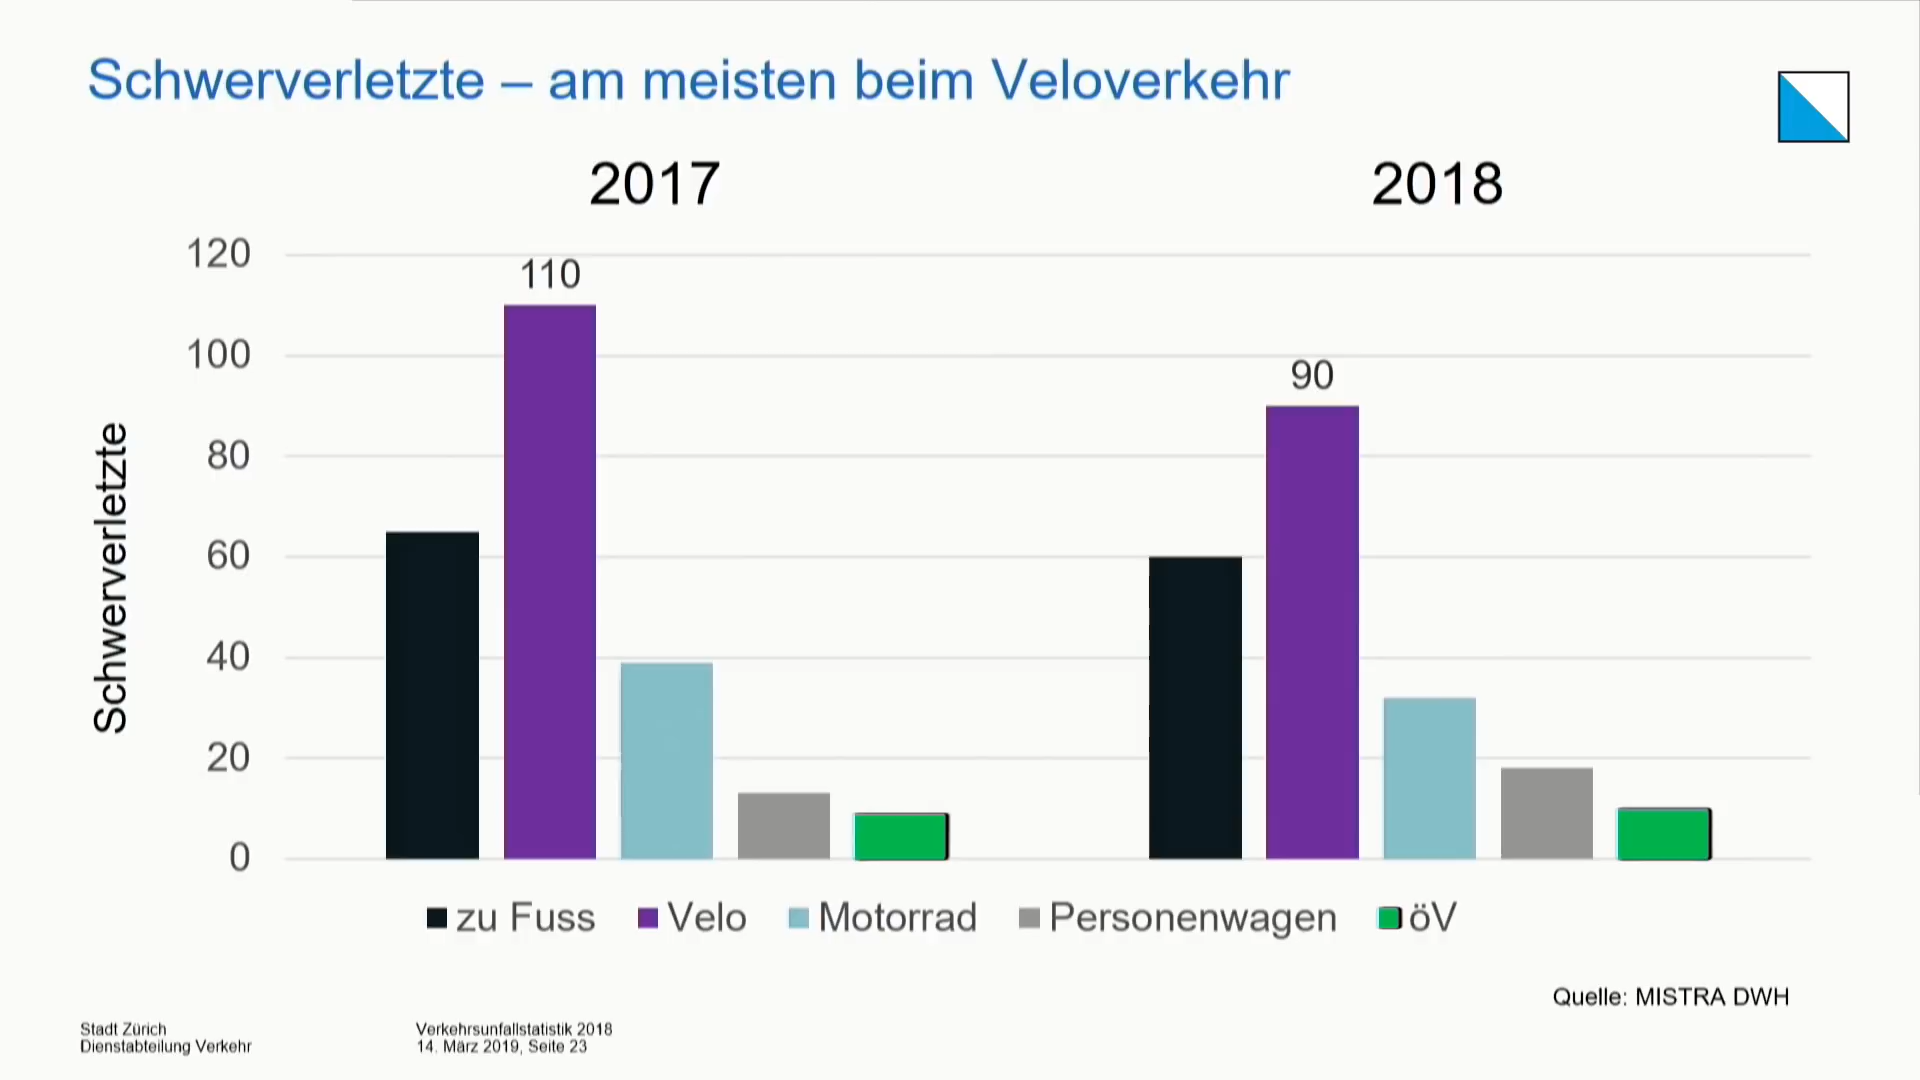 Schwerverletzte – am meisten beim Veloverkehr
2017
2018
Schwerverletzte
120
100
80
60
40
20
0
110
90
zu Fuss
Velo
Motorrad
Personenwagen
öV
Quelle: MISTRA DWH
Stadt Zürich
Dienstabteilung Verkehr
Verkehrsunfallstatistik 2018
14. März 2019, Seite 23